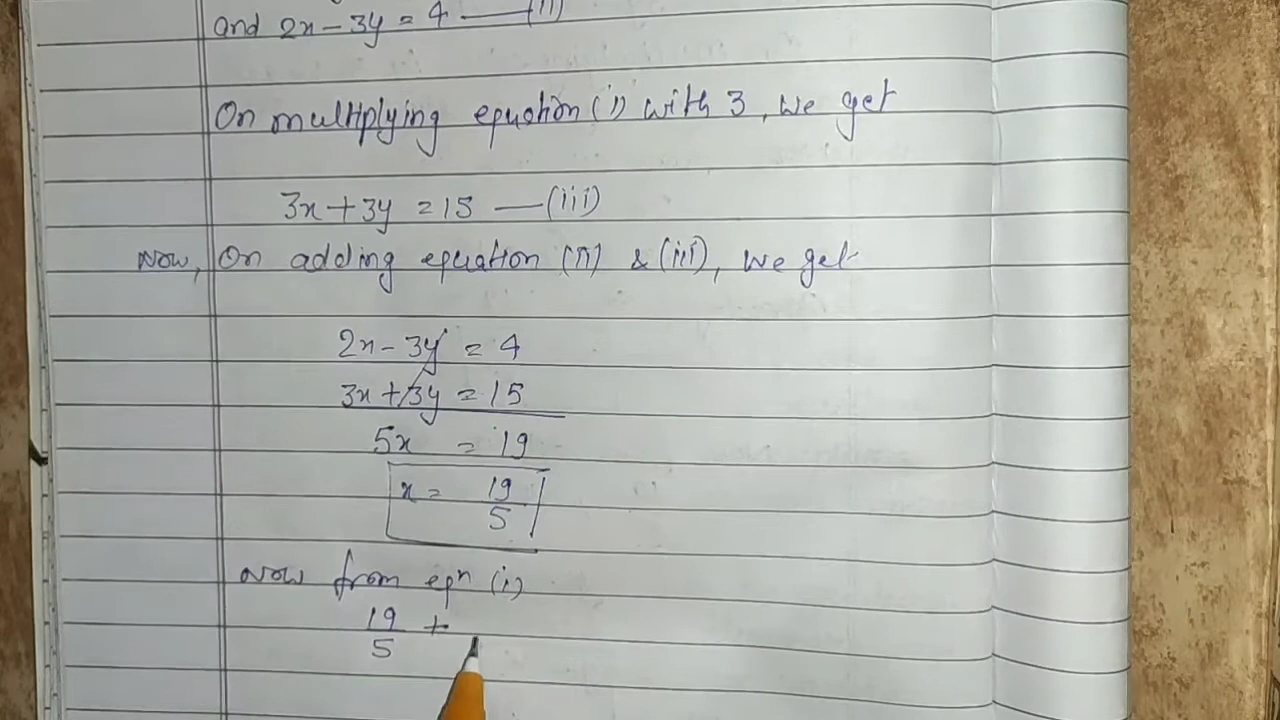 and 2x - 3y = 4 —— (ii)
On multiplying equation (i) with 3, we get
3x + 3y = 15 — (iii)
Now, On adding equation (ii) & (iii), we get
2x - 3y = 4
3x + 3y = 15
5x = 19
x = 19/5
Now from eqn (i)
19/5 +